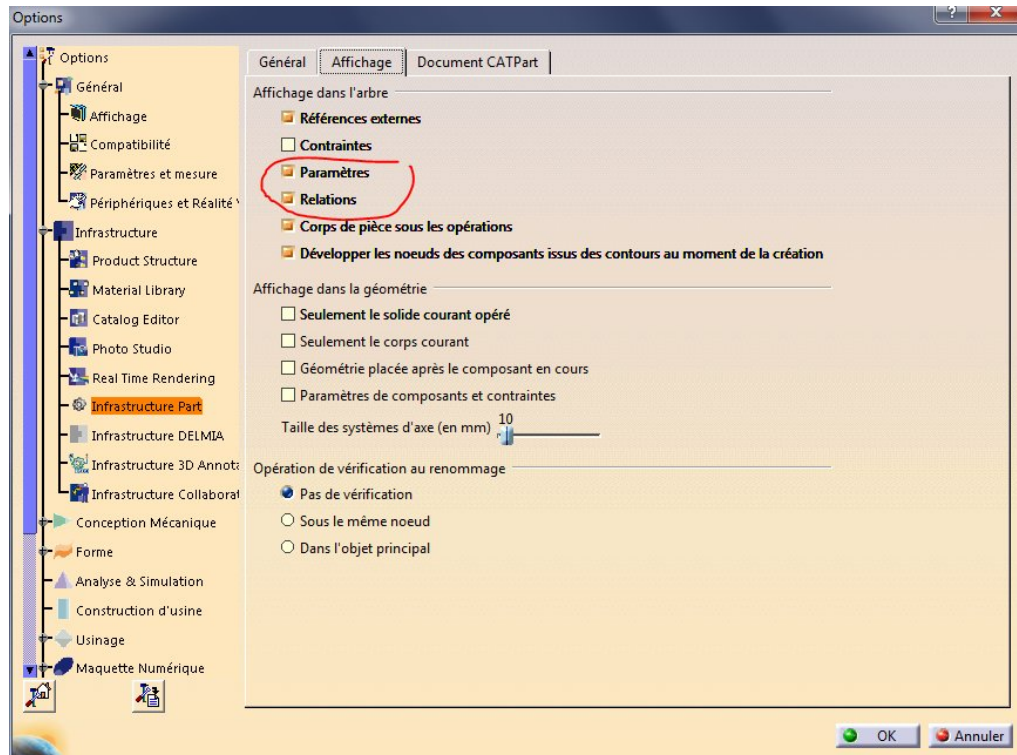 Options
Options
Général
Affichage
Compatibilité
Paramètres et mesure
Périphériques et Réalité
Infrastructure
Product Structure
Material Library
Catalog Editor
Photo Studio
Real Time Rendering
Infrastructure Part
Infrastructure DELMIA
Infrastructure 3D Annota
Infrastructure Collaborat
Conception Mécanique
Forme
Analyse & Simulation
Construction d'usine
Usinage
Maquette Numérique
Général Affichage Document CATPart
Affichage dans l'arbre
Références externes
Contraintes
Paramètres
Relations
Corps de pièce sous les opérations
Développer les noeuds des composants issus des contours au moment de la création
Affichage dans la géométrie
Seulement le solide courant opéré
Seulement le corps courant
Géométrie placée après le composant en cours
Paramètres de composants et contraintes
Taille des systèmes d'axe (en mm) 10
Opération de vérification au renommage
Pas de vérification
Sous le même noeud
Dans l'objet principal
OK Annuler